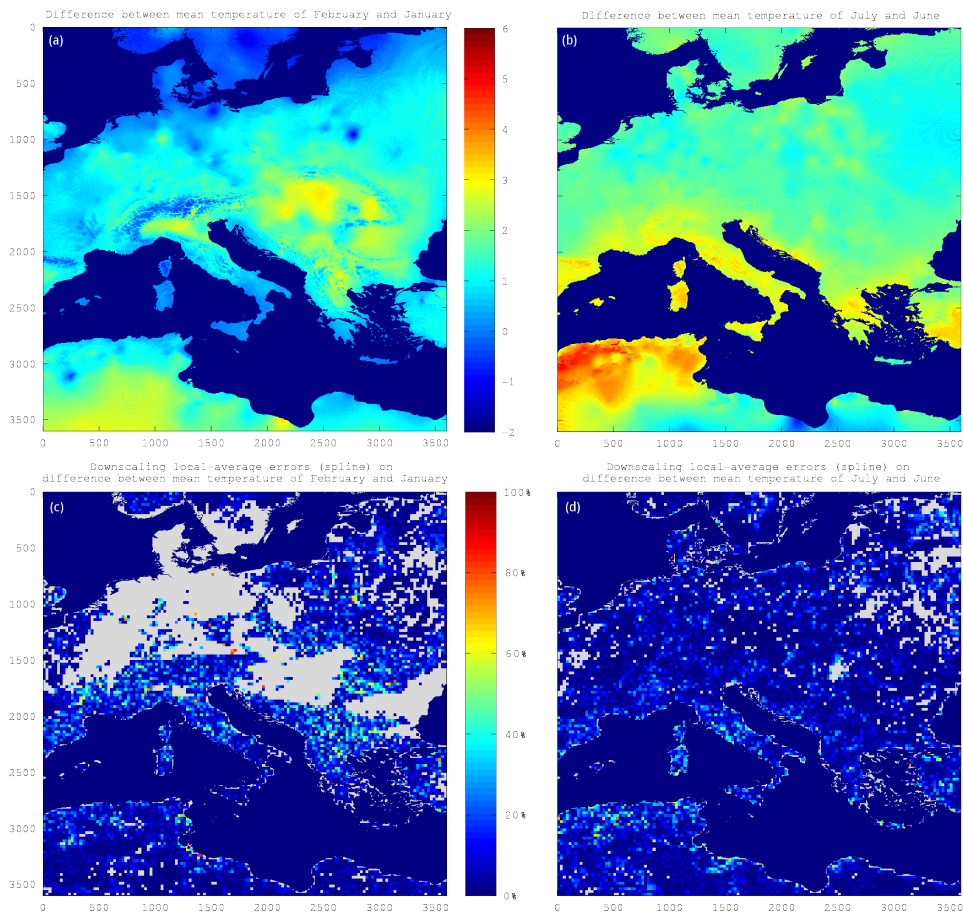 Difference between mean temperature of February and January
Difference between mean temperature of July and June
(a)
(b)
0
500
1000
1500
2000
2500
3000
3500
0 500 1000 1500 2000 2500 3000 3500
6
5
4
3
2
1
0
-1
-2
0 500 1000 1500 2000 2500 3000 3500
Downscaling local-average errors (spline) on
difference between mean temperature of February and January
Downscaling local-average errors (spline) on
difference between mean temperature of July and June
(c)
(d)
0
500
1000
1500
2000
2500
3000
3500
0 500 1000 1500 2000 2500 3000 3500
100%
80%
60%
40%
20%
0%
0 500 1000 1500 2000 2500 3000 3500